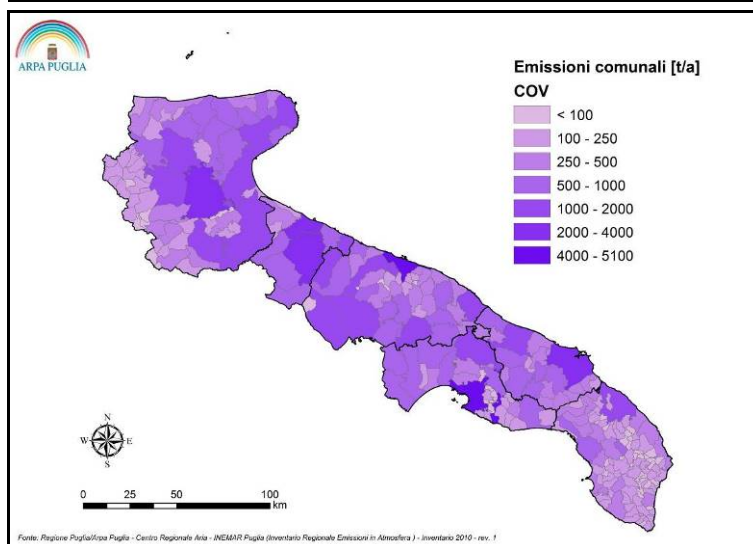 ARPA PUGLIA
Emissioni comunali [t/a]
COV
< 100
100 - 250
250 - 500
500 - 1000
1000 - 2000
2000 - 4000
4000 - 5100
N
W E
S
0 25 50 100
km
Fonte: Regione Puglia/Arpa Puglia - Centro Regionale Aria - INEMAR Puglia (Inventario Regionale Emissioni in Atmosfera ) - Inventario 2010 - rev. 1